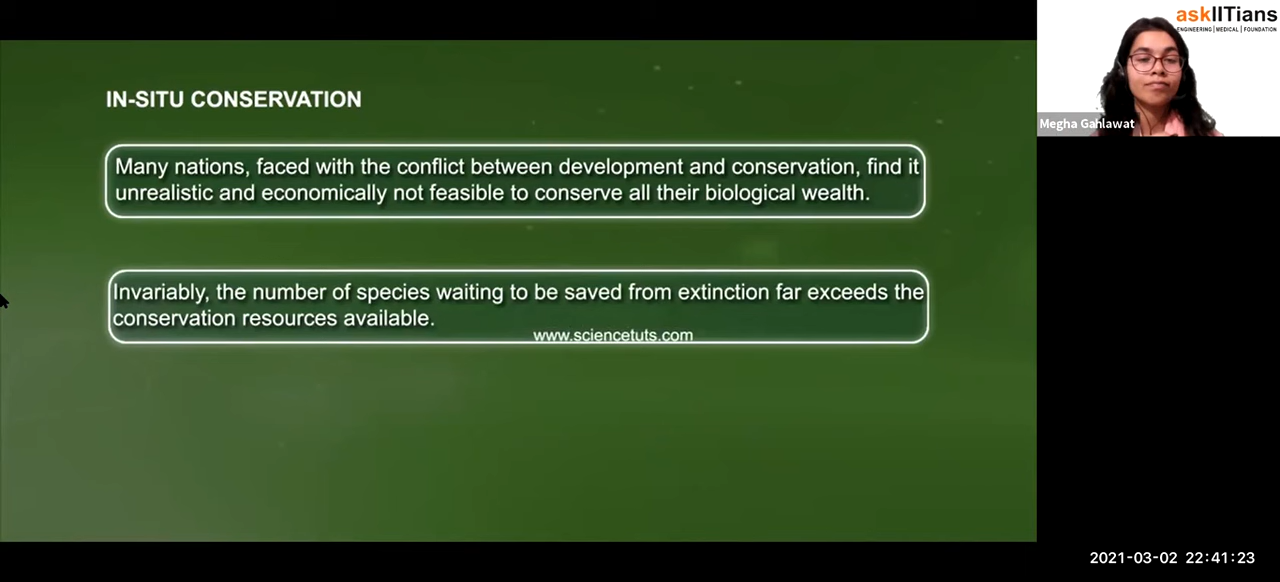 askIITians
ENGINEERING | MEDICAL | FOUNDATION
Megha Gahlawat
IN-SITU CONSERVATION
Many nations, faced with the conflict between development and conservation, find it
unrealistic and economically not feasible to conserve all their biological wealth.
Invariably, the number of species waiting to be saved from extinction far exceeds the
conservation resources available.
www.sciencetuts.com
2021-03-02 22:41:23